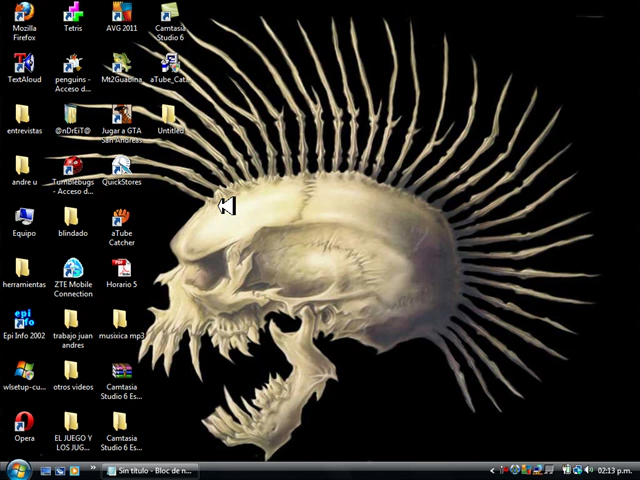 Mozilla
Firefox
Tetris
AVG 2011
Camtasia
Studio 6
TextAloud
penguins -
Acceso d...
Mt2Guabina
aTube_Cat...
entrevistas
@nDrEiT@
Jugar a GTA
San Andreas
Untitled
andre u
Tumblebugs
- Acceso d...
QuickStores
Equipo
blindado
aTube
Catcher
herramientas
ZTE Mobile
Connection
Horario 5
Epi Info 2002
trabajo juan
andres
musixica mp3
wlsetup-cu...
otros videos
Camtasia
Studio 6 Es...
Opera
EL JUEGO Y
LOS JUG...
Camtasia
Studio 6 Es...
Sin título - Bloc de n...
02:13 p.m.